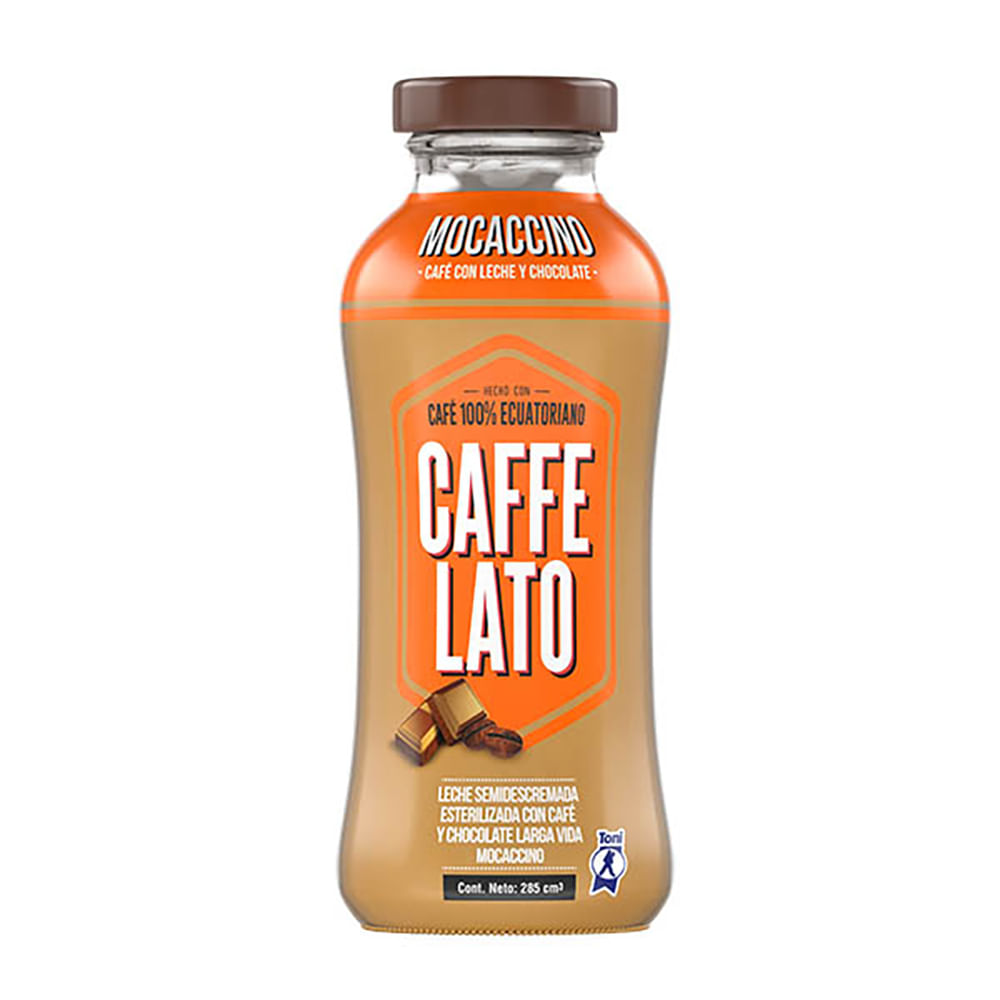 MOCACCINO
- CAFÉ CON LECHE Y CHOCOLATE -
HECHO CON
CAFÉ 100% ECUATORIANO
CAFFE
LATO
LECHE SEMIDESCREMADA
ESTERILIZADA CON CAFÉ
Y CHOCOLATE LARGA VIDA
MOCACCINO
Toni
Cont. Neto: 285 cm³